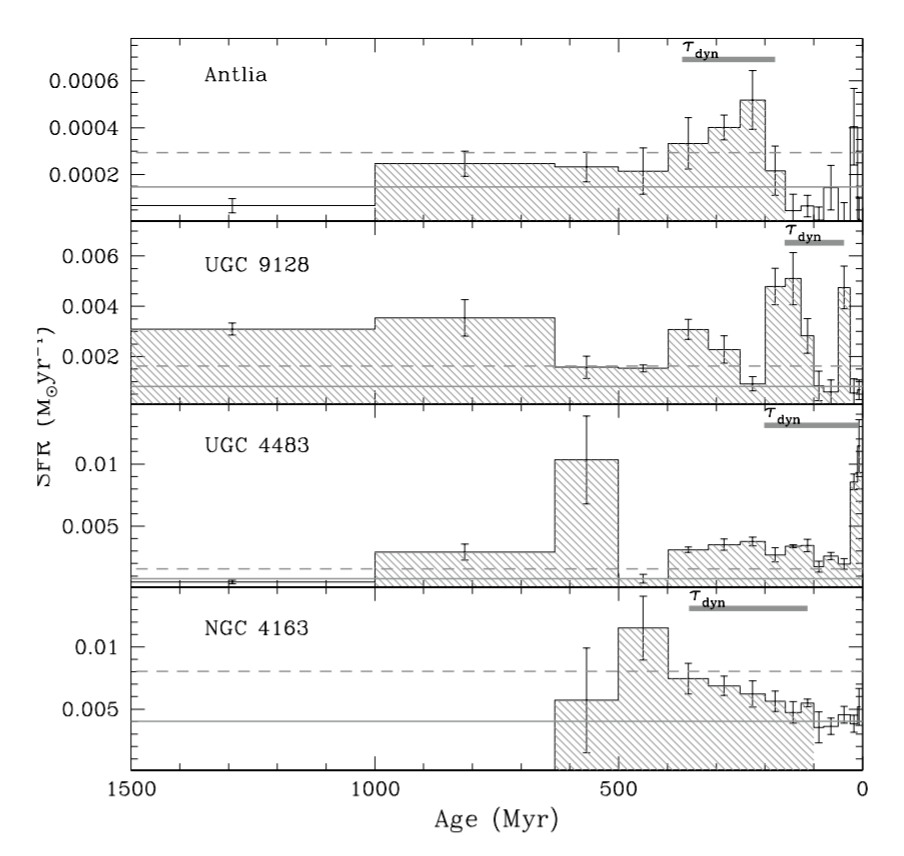 τdyn
Antlia
0.0006
0.0004
0.0002
τdyn
UGC 9128
0.006
0.004
0.002
τdyn
UGC 4483
0.01
0.005
τdyn
NGC 4163
0.01
0.005
SFR (M⊙yr⁻¹)
1500 1000 500 0
Age (Myr)